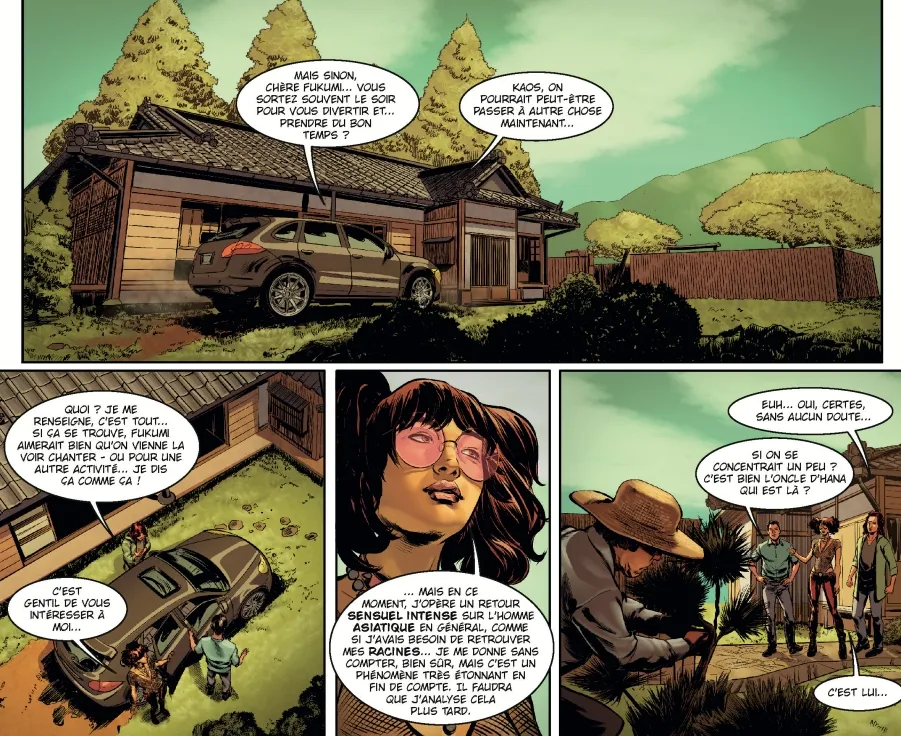 MAIS SINON,
CHÈRE FUKUMI... VOUS
SORTEZ SOUVENT LE SOIR
POUR VOUS DIVERTIR ET...
PRENDRE DU BON
TEMPS ?
KAOS, ON
POURRAIT PEUT-ÊTRE
PASSER À AUTRE CHOSE
MAINTENANT...
QUOI ? JE ME
RENSEIGNE, C'EST TOUT...
SI ÇA SE TROUVE, FUKUMI
AIMERAIT BIEN QU'ON VIENNE LA
VOIR CHANTER - OU POUR UNE
AUTRE ACTIVITÉ... JE DIS
ÇA COMME ÇA !
C'EST
GENTIL DE VOUS
INTÉRESSER À
MOI...
... MAIS EN CE
MOMENT, J'OPÈRE UN RETOUR
SENSUEL INTENSE SUR L'HOMME
ASIATIQUE EN GÉNÉRAL, COMME
SI J'AVAIS BESOIN DE RETROUVER
MES RACINES... JE ME DONNE SANS
COMPTER, BIEN SÛR, MAIS C'EST UN
PHÉNOMÈNE TRÈS ÉTONNANT EN
FIN DE COMPTE. IL FAUDRA
QUE J'ANALYSE CELA
PLUS TARD.
EUH... OUI, CERTES,
SANS AUCUN DOUTE...
SI ON SE
CONCENTRAIT UN PEU ?
C'EST BIEN L'ONCLE D'HANA
QUI EST LÀ ?
C'EST LUI...